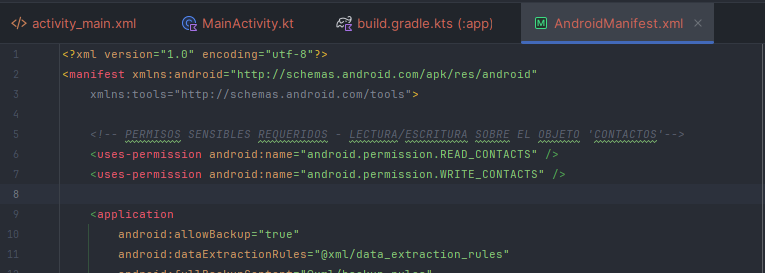 activity_main.xml
MainActivity.kt
build.gradle.kts (:app)
AndroidManifest.xml
1 <?xml version="1.0" encoding="utf-8"?>
2 <manifest xmlns:android="http://schemas.android.com/apk/res/android"
3 xmlns:tools="http://schemas.android.com/tools">
4
5 <!-- PERMISOS SENSIBLES REQUERIDOS - LECTURA/ESCRITURA SOBRE EL OBJETO 'CONTACTOS'-->
6 <uses-permission android:name="android.permission.READ_CONTACTS" />
7 <uses-permission android:name="android.permission.WRITE_CONTACTS" />
8
9 <application
10 android:allowBackup="true"
11 android:dataExtractionRules="@xml/data_extraction_rules"